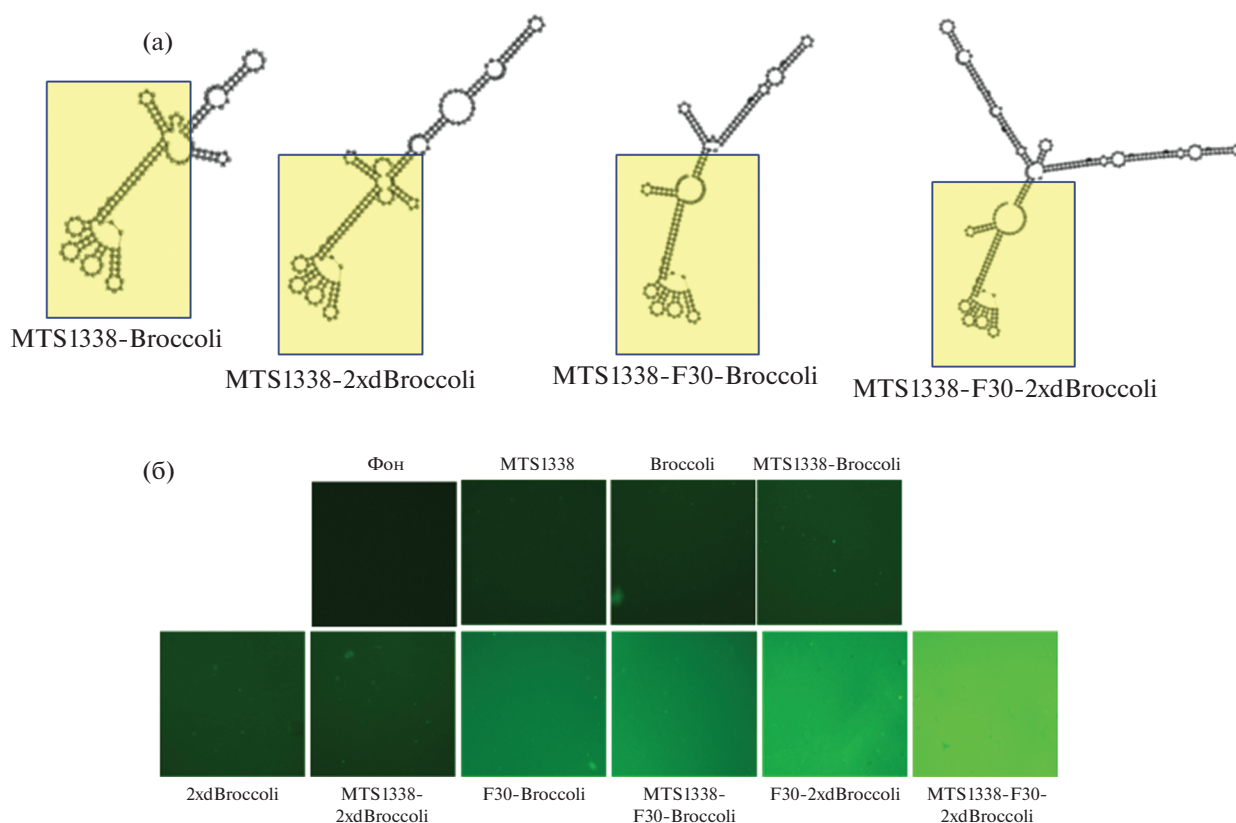 (а)
MTS1338-Broccoli
MTS1338-2xdBroccoli
MTS1338-F30-Broccoli
MTS1338-F30-2xdBroccoli
(б)
Фон
MTS1338
Broccoli
MTS1338-Broccoli
2xdBroccoli
MTS1338-
2xdBroccoli
F30-Broccoli
MTS1338-
F30-Broccoli
F30-2xdBroccoli
MTS1338-F30-
2xdBroccoli